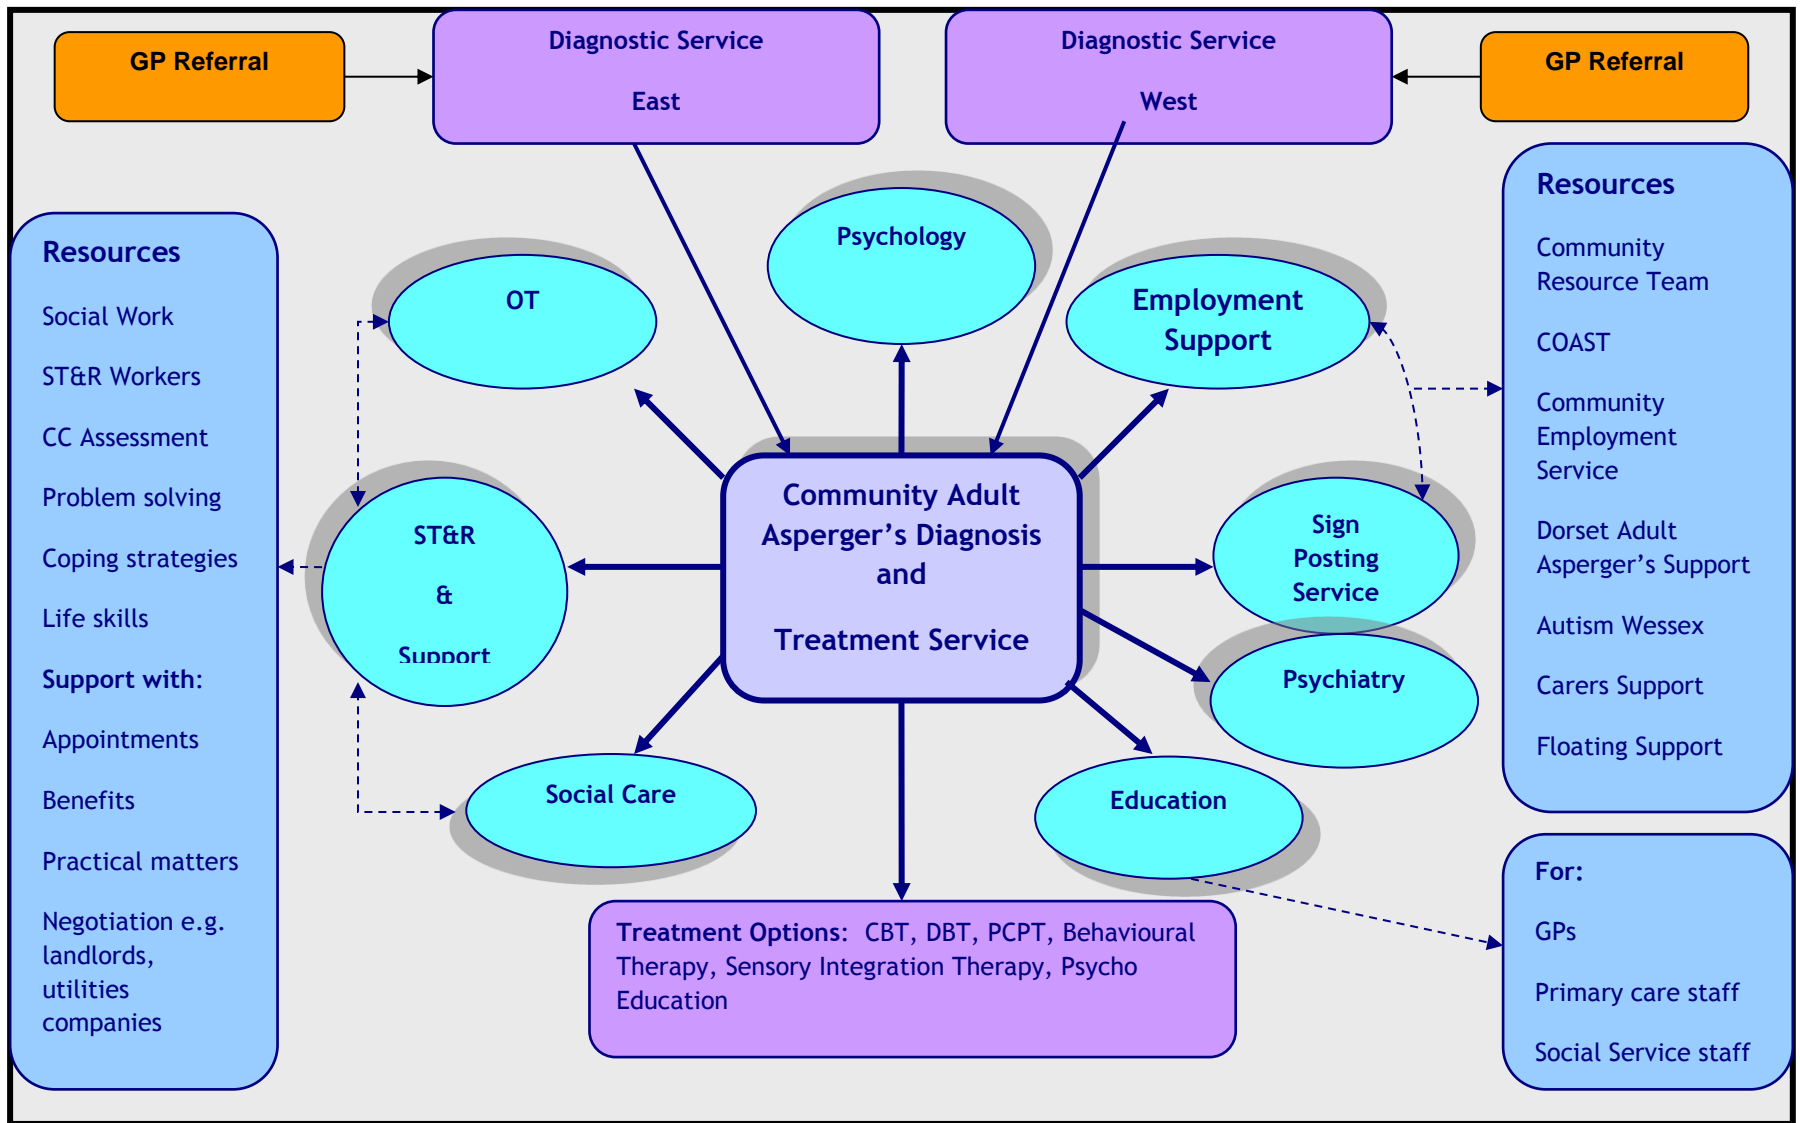 GP Referral
Diagnostic Service
East
Diagnostic Service
West
GP Referral
Resources
Social Work
ST&R Workers
CC Assessment
Problem solving
Coping strategies
Life skills
Support with:
Appointments
Benefits
Practical matters
Negotiation e.g.
landlords,
utilities
companies
OT
Psychology
Employment
Support
ST&R
&
Support
Community Adult
Asperger’s Diagnosis
and
Treatment Service
Sign
Posting
Service
Psychiatry
Social Care
Education
Treatment Options:  CBT, DBT, PCPT, Behavioural
Therapy, Sensory Integration Therapy, Psycho
Education
Resources
Community
Resource Team
COAST
Community
Employment
Service
Dorset Adult
Asperger’s Support
Autism Wessex
Carers Support
Floating Support
For:
GPs
Primary care staff
Social Service staff